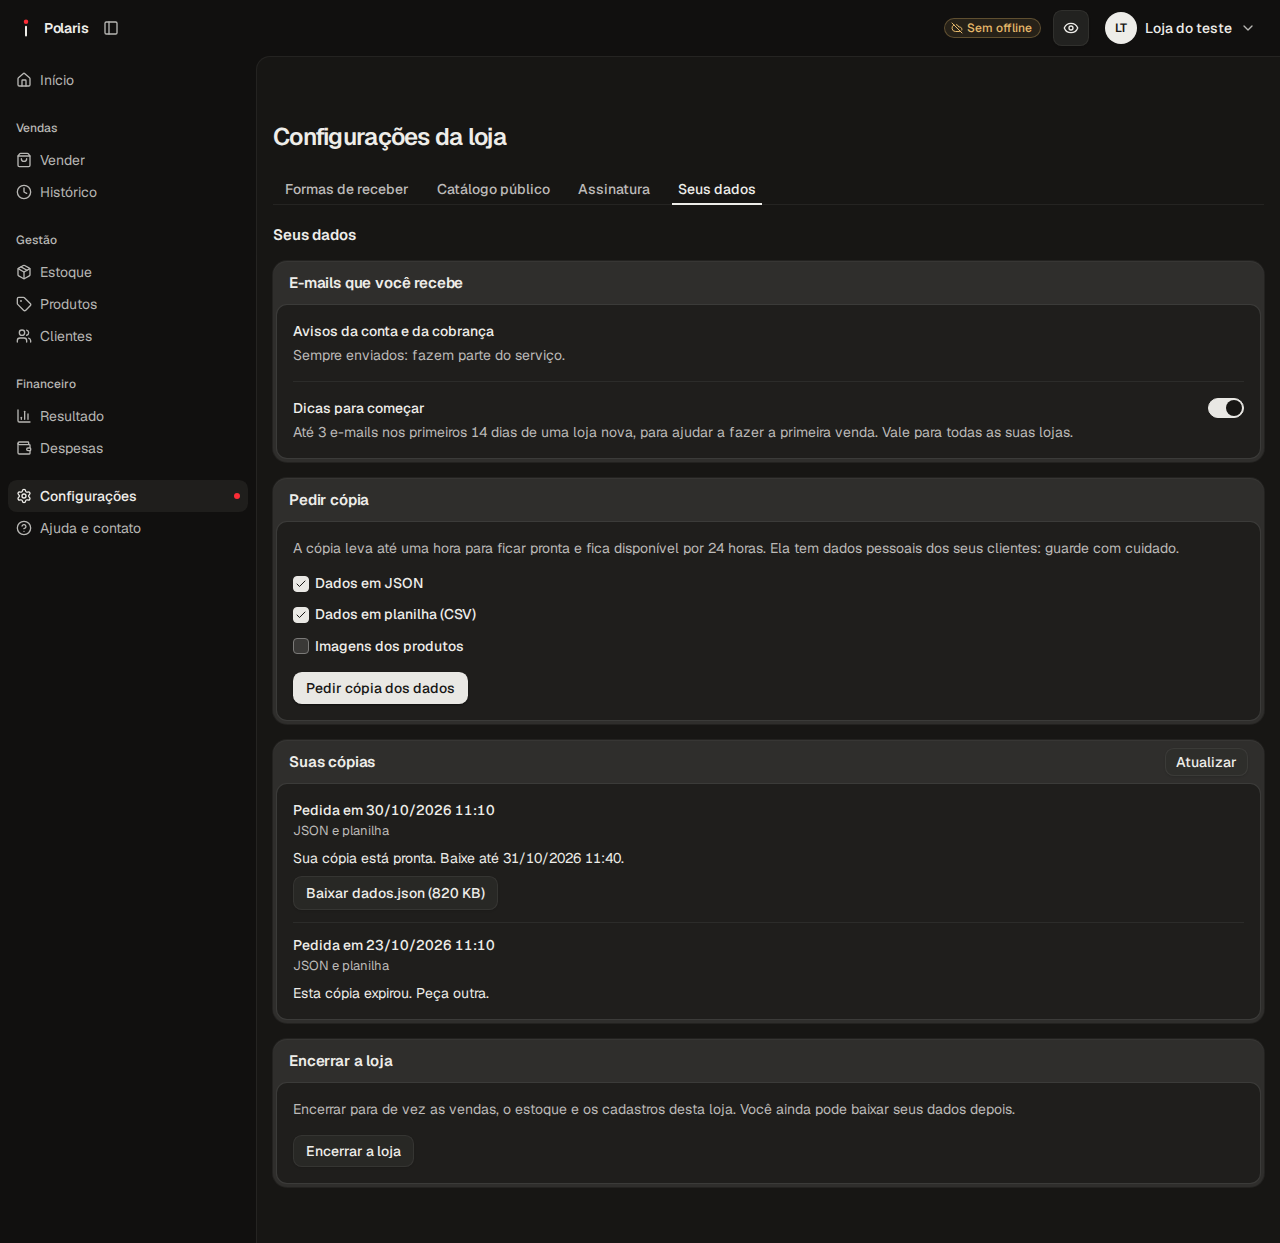 Polaris
Sem offline
LT
Loja do teste
Início
Vendas
Vender
Histórico
Gestão
Estoque
Produtos
Clientes
Financeiro
Resultado
Despesas
Configurações
Ajuda e contato
Configurações da loja
Formas de receber
Catálogo público
Assinatura
Seus dados
Seus dados
E-mails que você recebe
Avisos da conta e da cobrança
Sempre enviados: fazem parte do serviço.
Dicas para começar
Até 3 e-mails nos primeiros 14 dias de uma loja nova, para ajudar a fazer a primeira venda. Vale para todas as suas lojas.
Pedir cópia
A cópia leva até uma hora para ficar pronta e fica disponível por 24 horas. Ela tem dados pessoais dos seus clientes: guarde com cuidado.
Dados em JSON
Dados em planilha (CSV)
Imagens dos produtos
Pedir cópia dos dados
Suas cópias
Atualizar
Pedida em 30/10/2026 11:10
JSON e planilha
Sua cópia está pronta. Baixe até 31/10/2026 11:40.
Baixar dados.json (820 KB)
Pedida em 23/10/2026 11:10
JSON e planilha
Esta cópia expirou. Peça outra.
Encerrar a loja
Encerrar para de vez as vendas, o estoque e os cadastros desta loja. Você ainda pode baixar seus dados depois.
Encerrar a loja